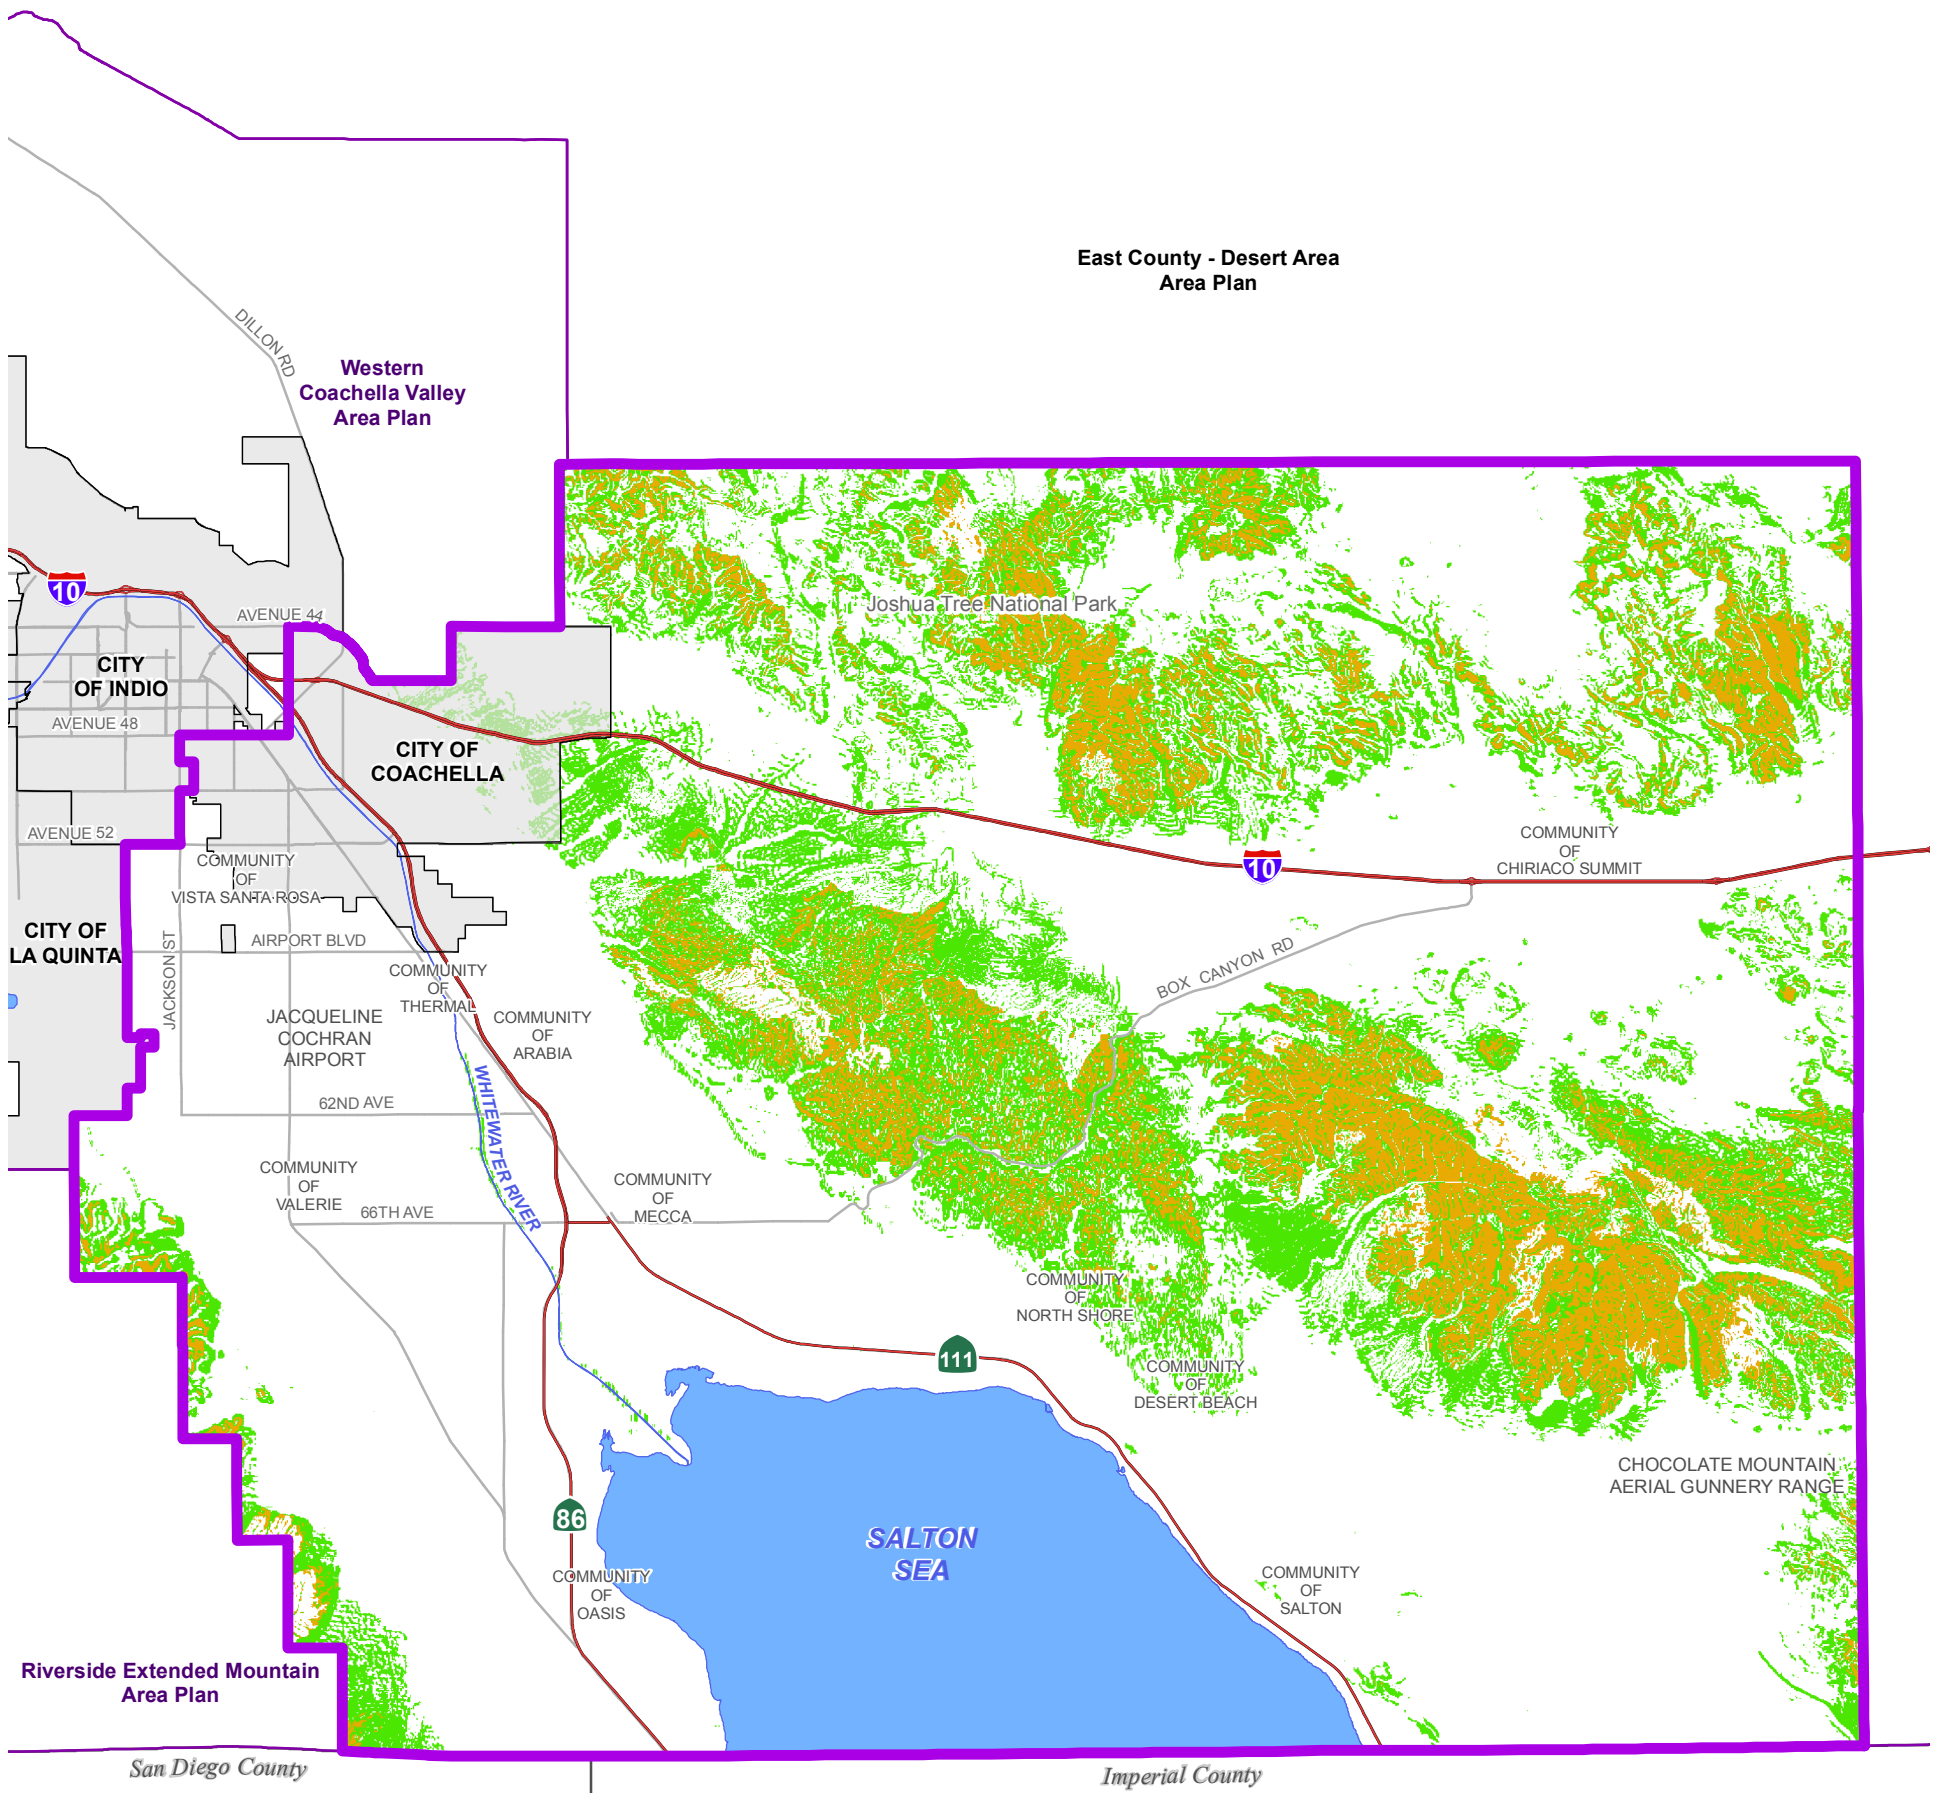 East County - Desert Area
Area Plan
DILLON RD
Western
Coachella Valley
Area Plan
10
AVENUE 44
Joshua Tree National Park
CITY
OF INDIO
AVENUE 48
CITY OF
COACHELLA
AVENUE 52
COMMUNITY
OF
VISTA SANTA ROSA
COMMUNITY
OF
CHIRIACO SUMMIT
10
CITY OF
LA QUINTA
JACKSON ST
AIRPORT BLVD
BOX CANYON RD
COMMUNITY
OF
THERMAL
JACQUELINE
COCHRAN
AIRPORT
COMMUNITY
OF
ARABIA
62ND AVE
WHITEWATER RIVER
COMMUNITY
OF
VALERIE
COMMUNITY
OF
MECCA
66TH AVE
COMMUNITY
OF
NORTH SHORE
111
COMMUNITY
OF
DESERT BEACH
CHOCOLATE MOUNTAIN
AERIAL GUNNERY RANGE
86
SALTON
SEA
COMMUNITY
OF
OASIS
COMMUNITY
OF
SALTON
Riverside Extended Mountain
Area Plan
San Diego County
Imperial County